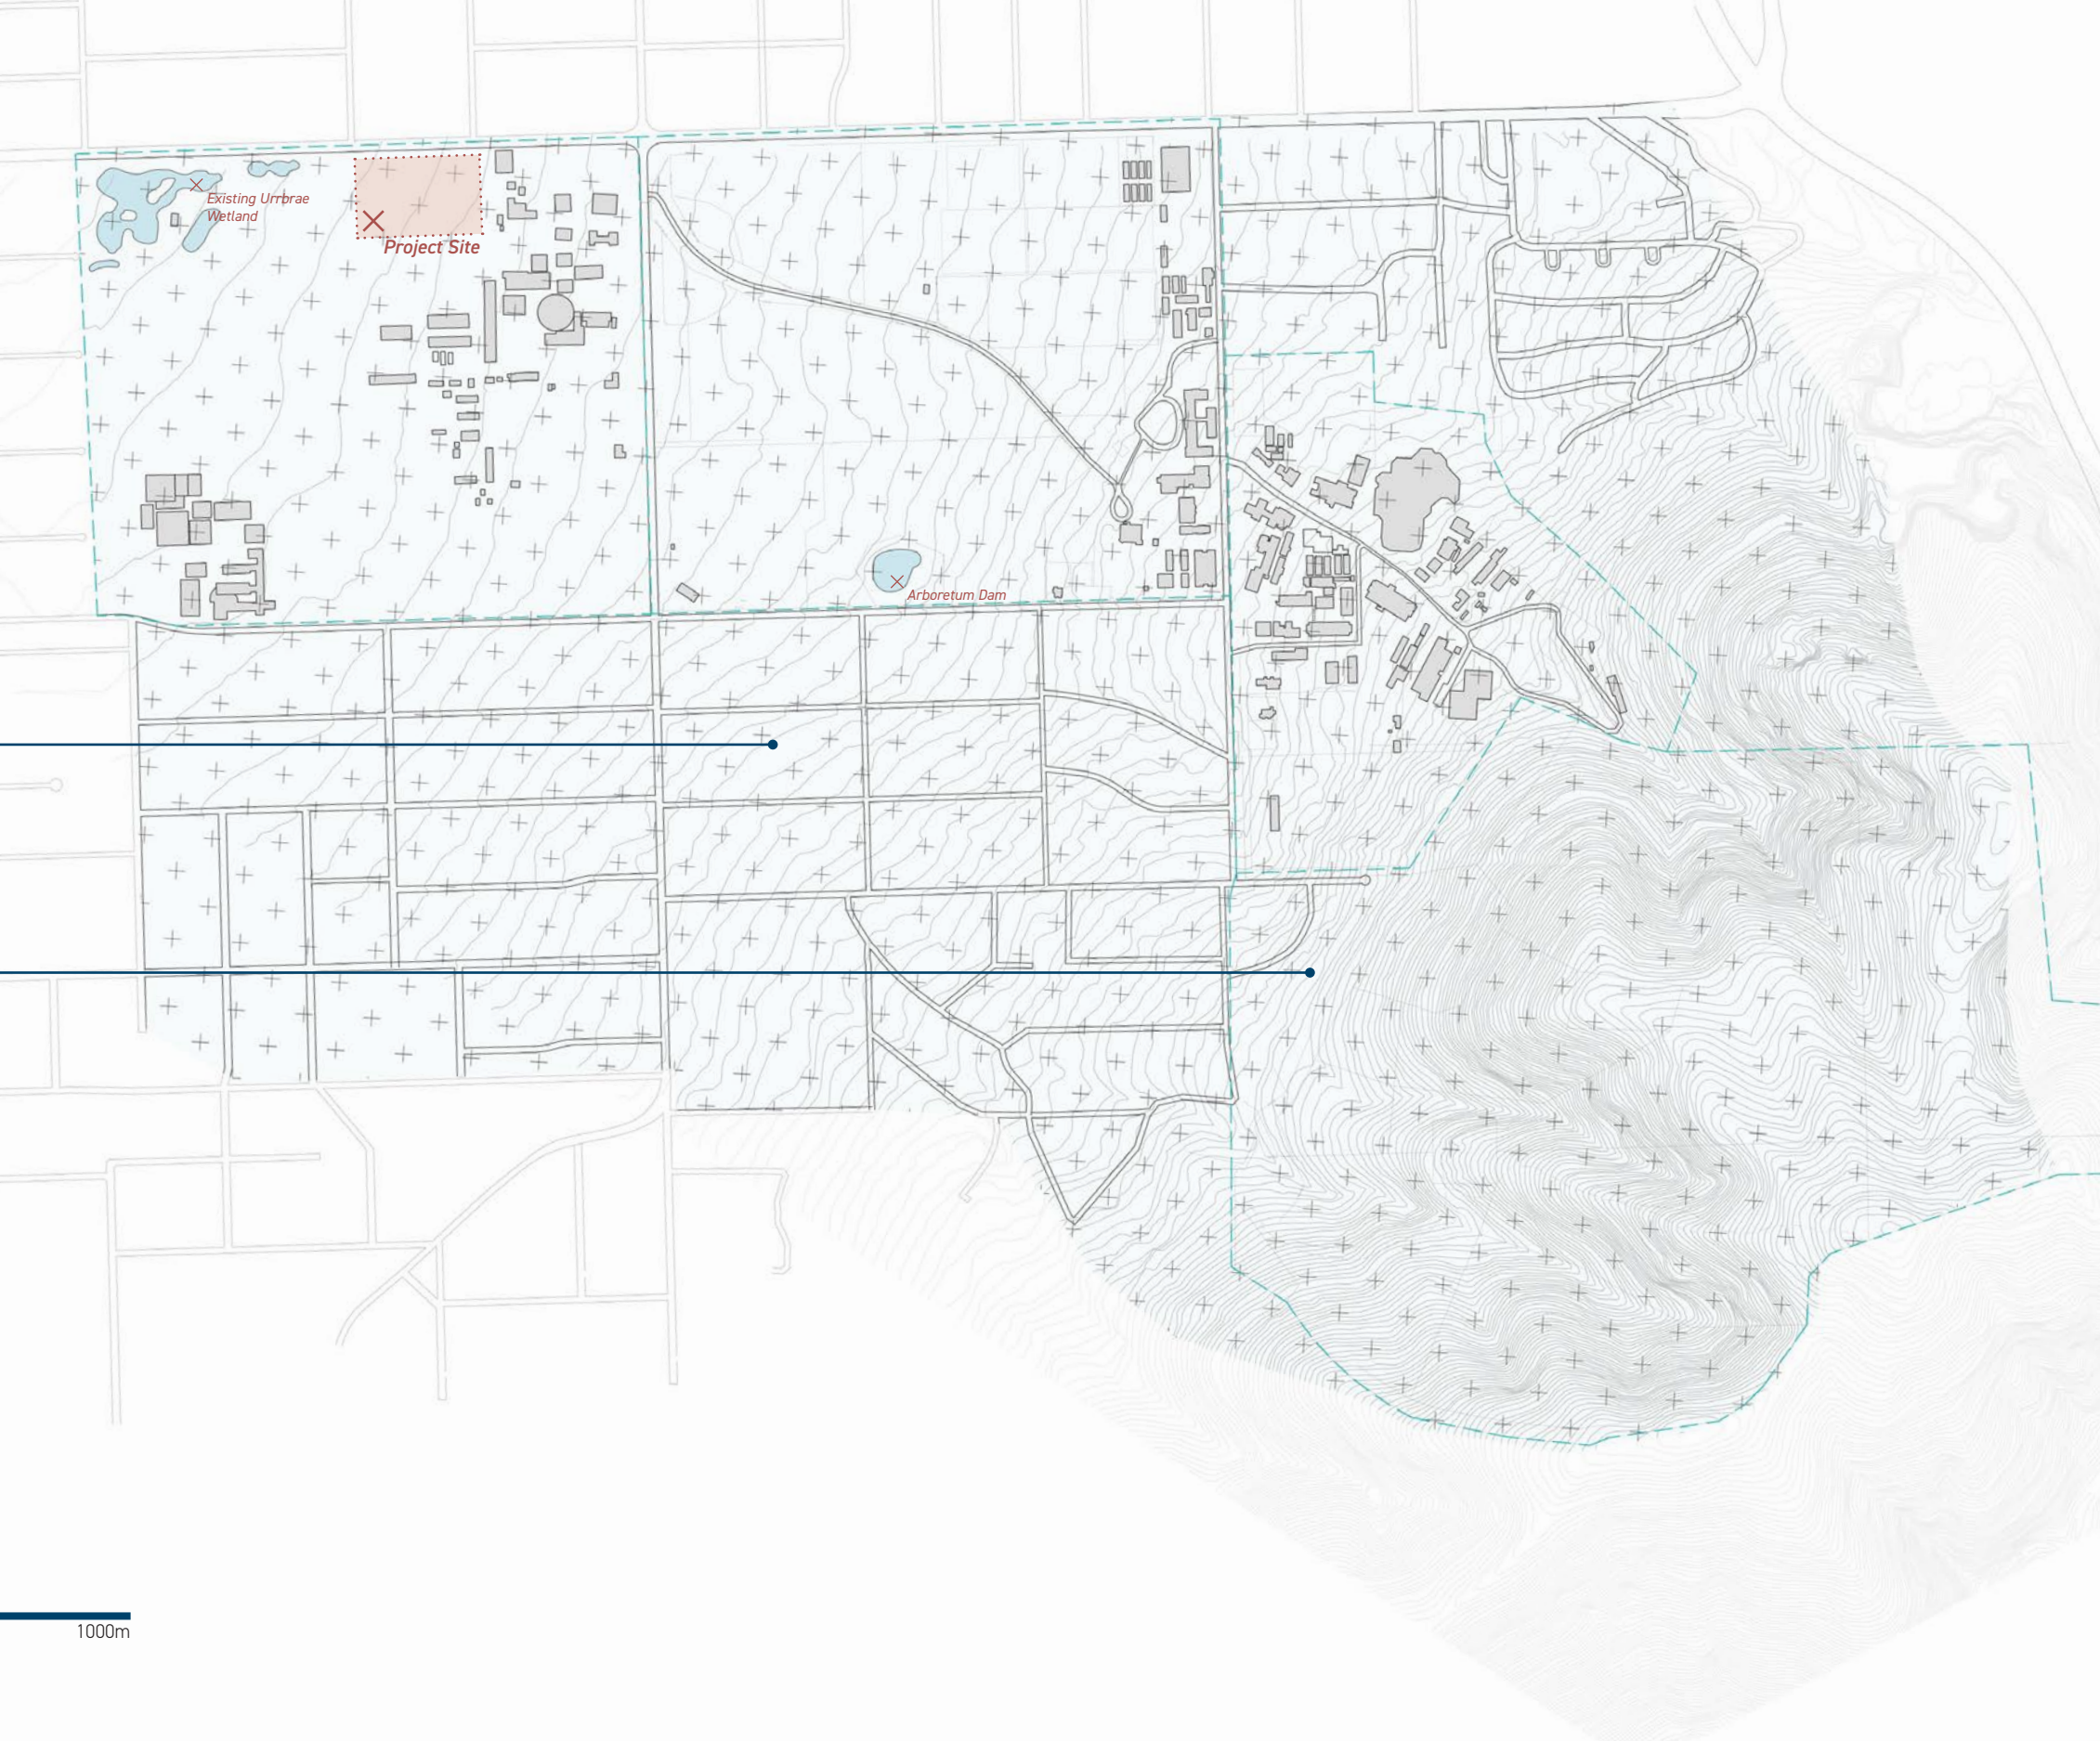 Existing Urrbrae
Wetland
Project Site
Arboretum Dam
1000m